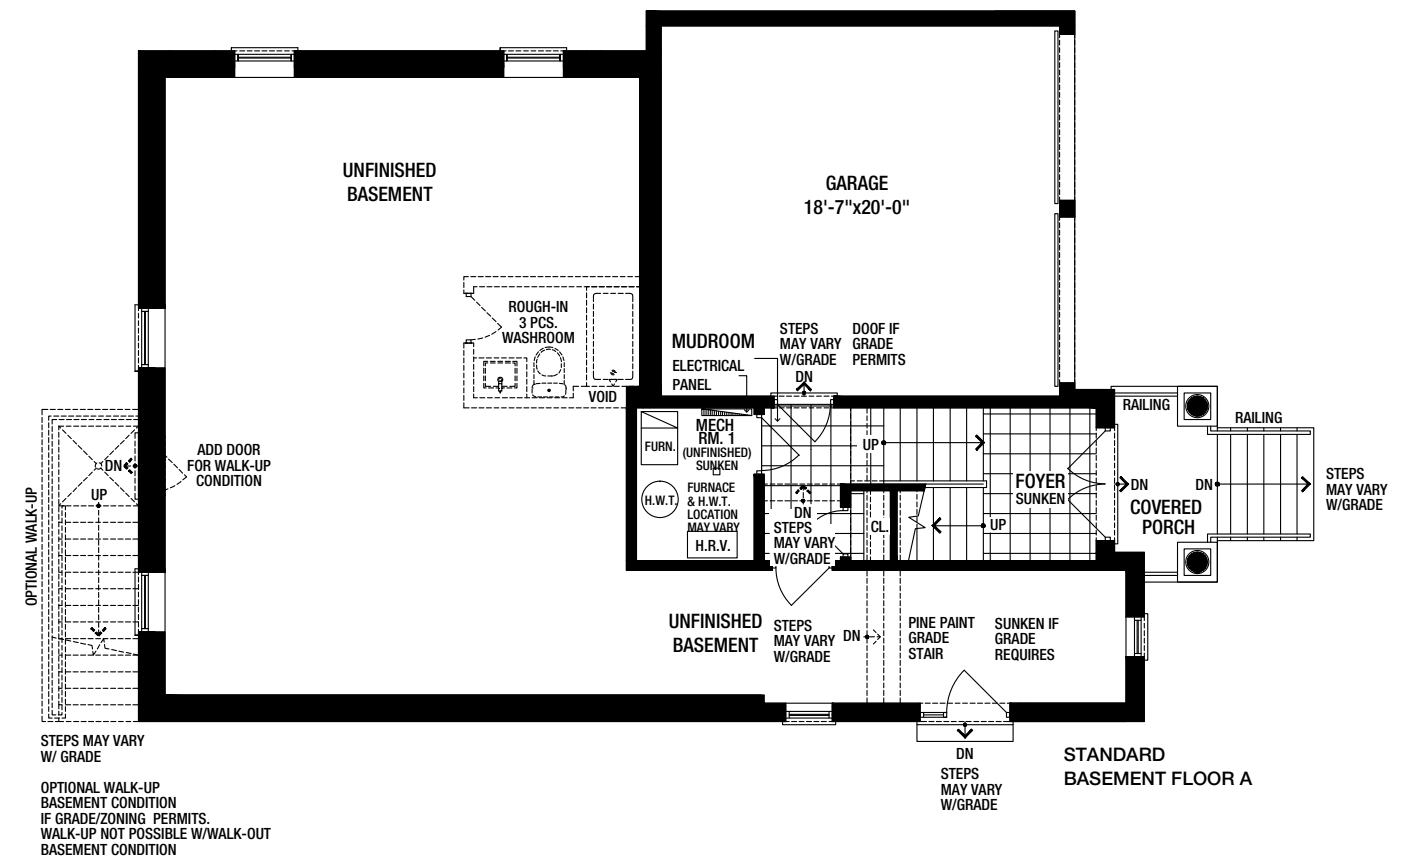 UNFINISHED
BASEMENT
GARAGE
18'-7"x20'-0"
ROUGH-IN
3 PCS.
WASHROOM
VOID
MUDROOM
ELECTRICAL
PANEL
STEPS
MAY VARY
W/GRADE
DN
DOOF IF
GRADE
PERMITS
RAILING
RAILING
FURN.
MECH
RM. 1
(UNFINISHED)
SUNKEN
H.W.T.
FURNACE
& H.W.T.
LOCATION
MAY VARY
H.R.V.
UP
DN
STEPS
MAY VARY
W/GRADE
CL.
UP
FOYER
SUNKEN
DN
COVERED
PORCH
DN
STEPS
MAY VARY
W/GRADE
ADD DOOR
FOR WALK-UP
CONDITION
DN
UP
OPTIONAL WALK-UP
UNFINISHED
BASEMENT
STEPS
MAY VARY
W/GRADE
DN
PINE PAINT
GRADE
STAIR
SUNKEN IF
GRADE
REQUIRES
DN
STEPS
MAY VARY
W/GRADE
STANDARD
BASEMENT FLOOR A
STEPS MAY VARY
W/ GRADE
OPTIONAL WALK-UP
BASEMENT CONDITION
IF GRADE/ZONING PERMITS.
WALK-UP NOT POSSIBLE W/WALK-OUT
BASEMENT CONDITION